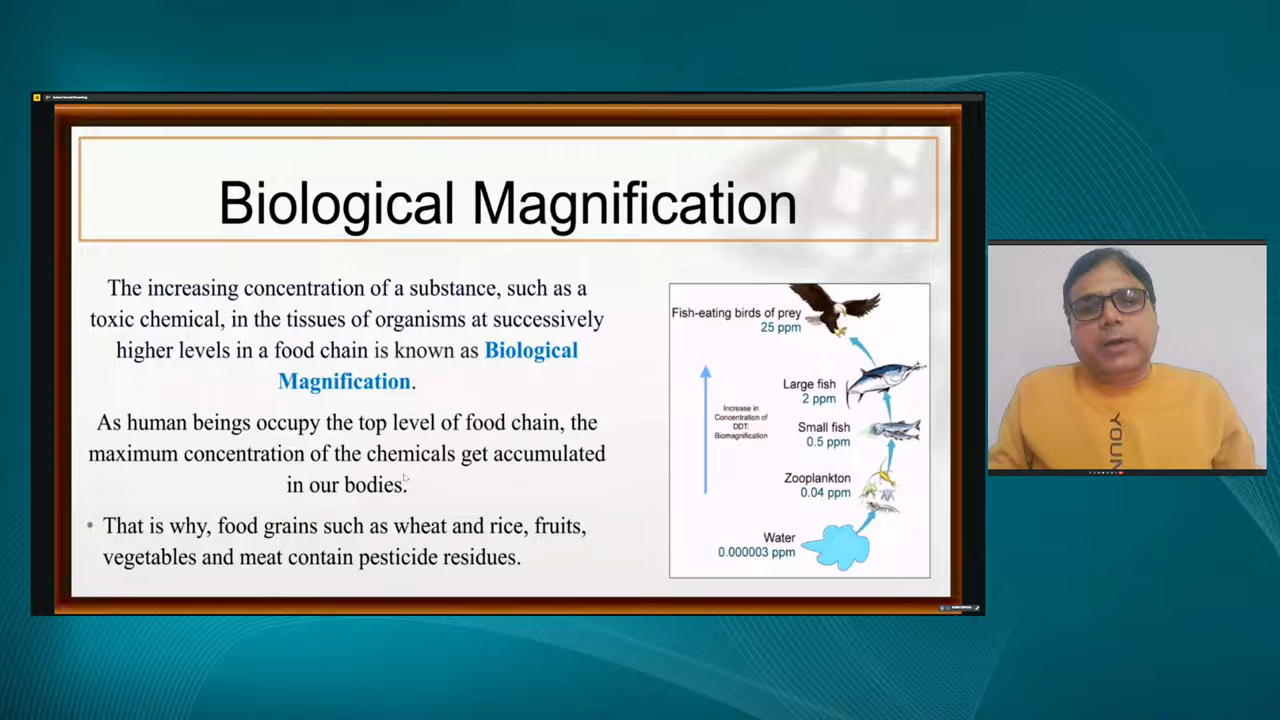 Biological Magnification
The increasing concentration of a substance, such as a
toxic chemical, in the tissues of organisms at successively
higher levels in a food chain is known as Biological
Magnification.
As human beings occupy the top level of food chain, the
maximum concentration of the chemicals get accumulated
in our bodies.
• That is why, food grains such as wheat and rice, fruits,
vegetables and meat contain pesticide residues.
Fish-eating birds of prey
25 ppm
Large fish
2 ppm
Increase in
Concentration of
DDT:
Biomagnification
Small fish
0.5 ppm
Zooplankton
0.04 ppm
Water
0.000003 ppm
YOUN